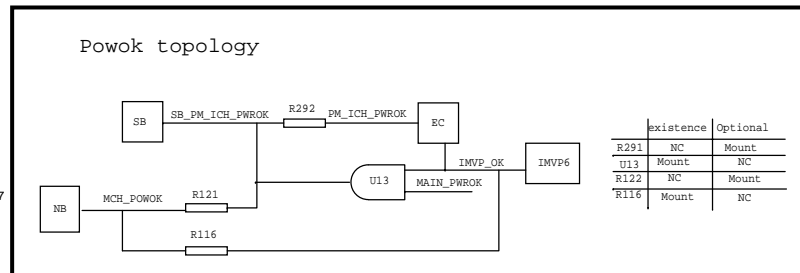 Powok topology
SB
SB_PM_ICH_PWROK
R292
PM_ICH_PWROK
EC
U13
IMVP_OK
IMVP6
MAIN_PWROK
7
NB
MCH_POWOK
R121
R116
existence Optional
R291 NC Mount
U13 Mount NC
R122 NC Mount
R116 Mount NC